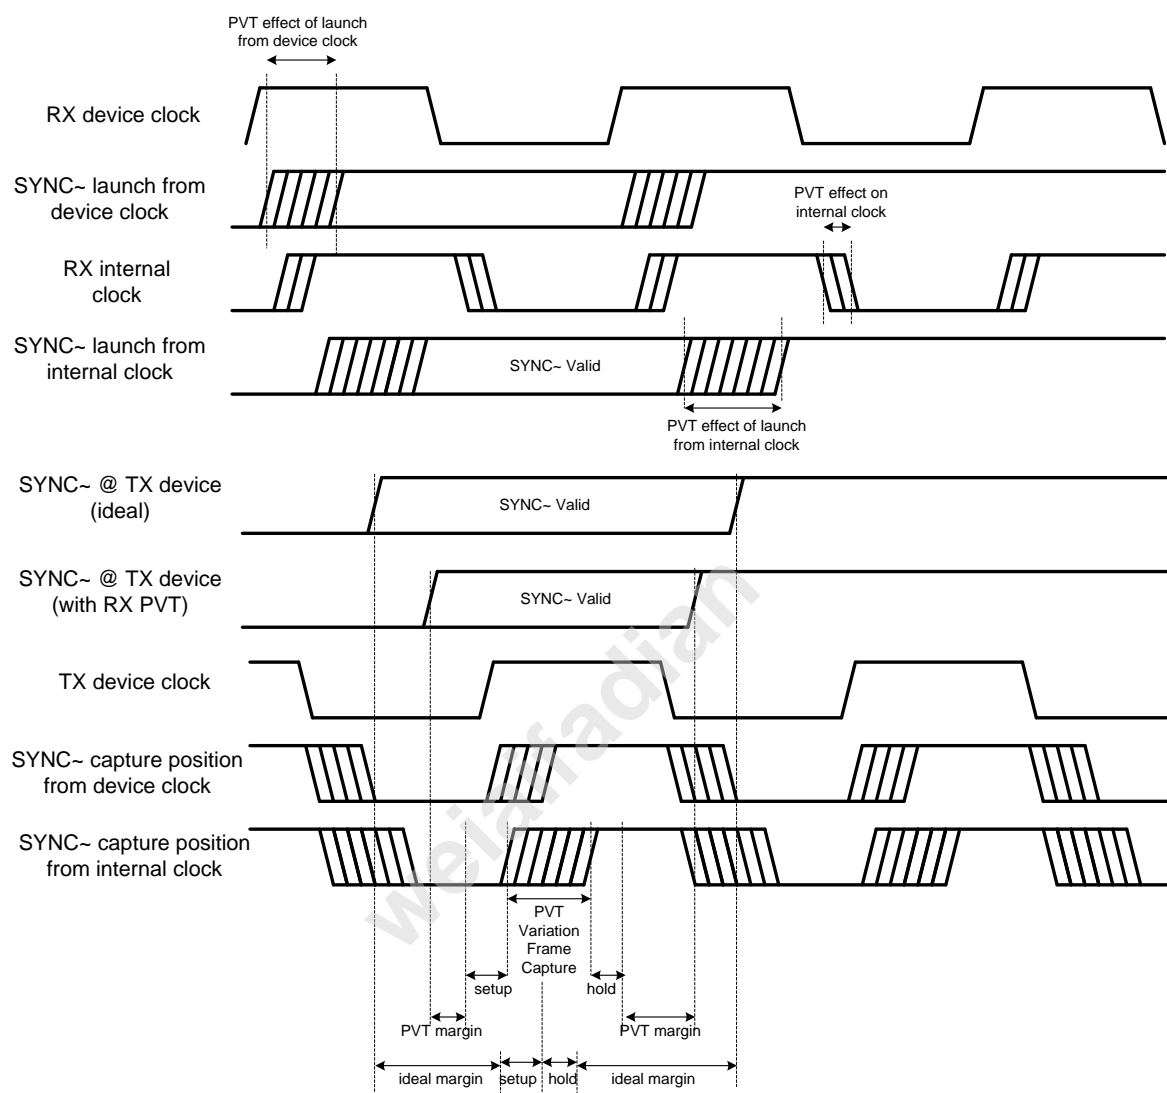 PVT effect of launch
from device clock
RX device clock
SYNC~ launch from
device clock
PVT effect on
internal clock
RX internal
clock
SYNC~ launch from
internal clock
SYNC~ Valid
PVT effect of launch
from internal clock
SYNC~ @ TX device
(ideal)
SYNC~ Valid
SYNC~ @ TX device
(with RX PVT)
SYNC~ Valid
TX device clock
SYNC~ capture position
from device clock
SYNC~ capture position
from internal clock
PVT
Variation
Frame
Capture
setup
hold
PVT margin
PVT margin
ideal margin
setup
hold
ideal margin
weiaifadian